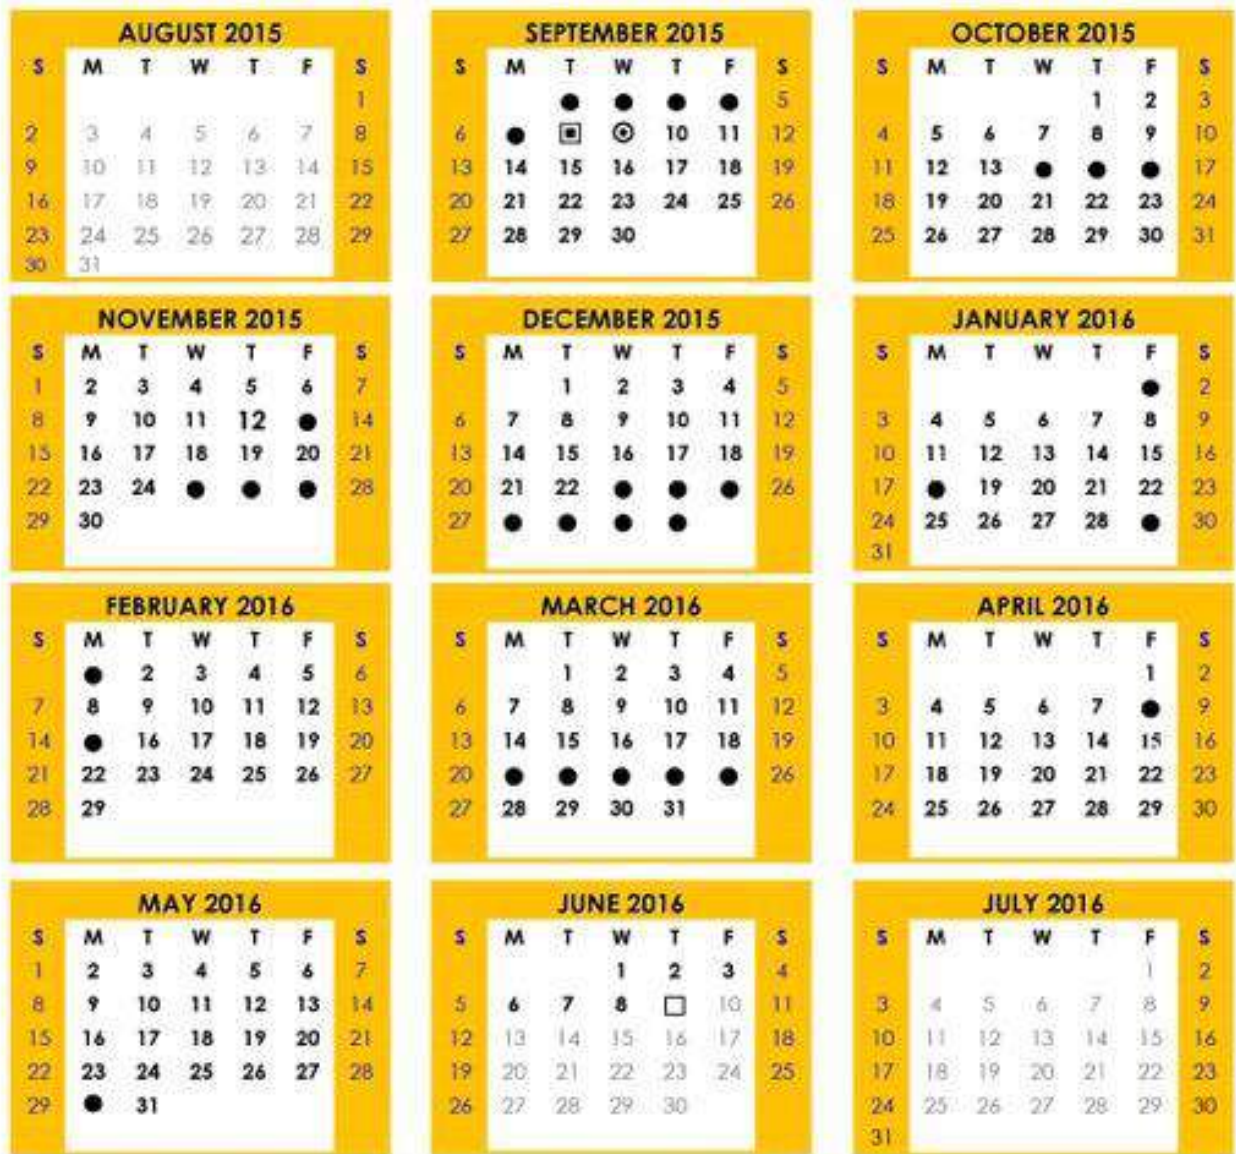 AUGUST 2015
S M T W T F S
1
2 3 4 5 6 7 8
9 10 11 12 13 14 15
16 17 18 19 20 21 22
23 24 25 26 27 28 29
30 31
SEPTEMBER 2015
S M T W T F S
● ● ● ● 5
6 ● ▣ ☉ 10 11 12
13 14 15 16 17 18 19
20 21 22 23 24 25 26
27 28 29 30
OCTOBER 2015
S M T W T F S
1 2 3
4 5 6 7 8 9 10
11 12 13 ● ● ● 17
18 19 20 21 22 23 24
25 26 27 28 29 30 31
NOVEMBER 2015
S M T W T F S
1 2 3 4 5 6 7
8 9 10 11 12 ● 14
15 16 17 18 19 20 21
22 23 24 ● ● ● 28
29 30
DECEMBER 2015
S M T W T F S
1 2 3 4 5
6 7 8 9 10 11 12
13 14 15 16 17 18 19
20 21 22 ● ● ● 26
27 ● ● ● ●
JANUARY 2016
S M T W T F S
● 2
3 4 5 6 7 8 9
10 11 12 13 14 15 16
17 ● 19 20 21 22 23
24 25 26 27 28 ● 30
31
FEBRUARY 2016
S M T W T F S
● 2 3 4 5 6
7 8 9 10 11 12 13
14 ● 16 17 18 19 20
21 22 23 24 25 26 27
28 29
MARCH 2016
S M T W T F S
1 2 3 4 5
6 7 8 9 10 11 12
13 14 15 16 17 18 19
20 ● ● ● ● ● 26
27 28 29 30 31
APRIL 2016
S M T W T F S
1 2
3 4 5 6 7 ● 9
10 11 12 13 14 15 16
17 18 19 20 21 22 23
24 25 26 27 28 29 30
MAY 2016
S M T W T F S
1 2 3 4 5 6 7
8 9 10 11 12 13 14
15 16 17 18 19 20 21
22 23 24 25 26 27 28
29 ● 31
JUNE 2016
S M T W T F S
1 2 3 4
5 6 7 8 □ 10 11
12 13 14 15 16 17 18
19 20 21 22 23 24 25
26 27 28 29 30
JULY 2016
S M T W T F S
1 2
3 4 5 6 7 8 9
10 11 12 13 14 15 16
17 18 19 20 21 22 23
24 25 26 27 28 29 30
31